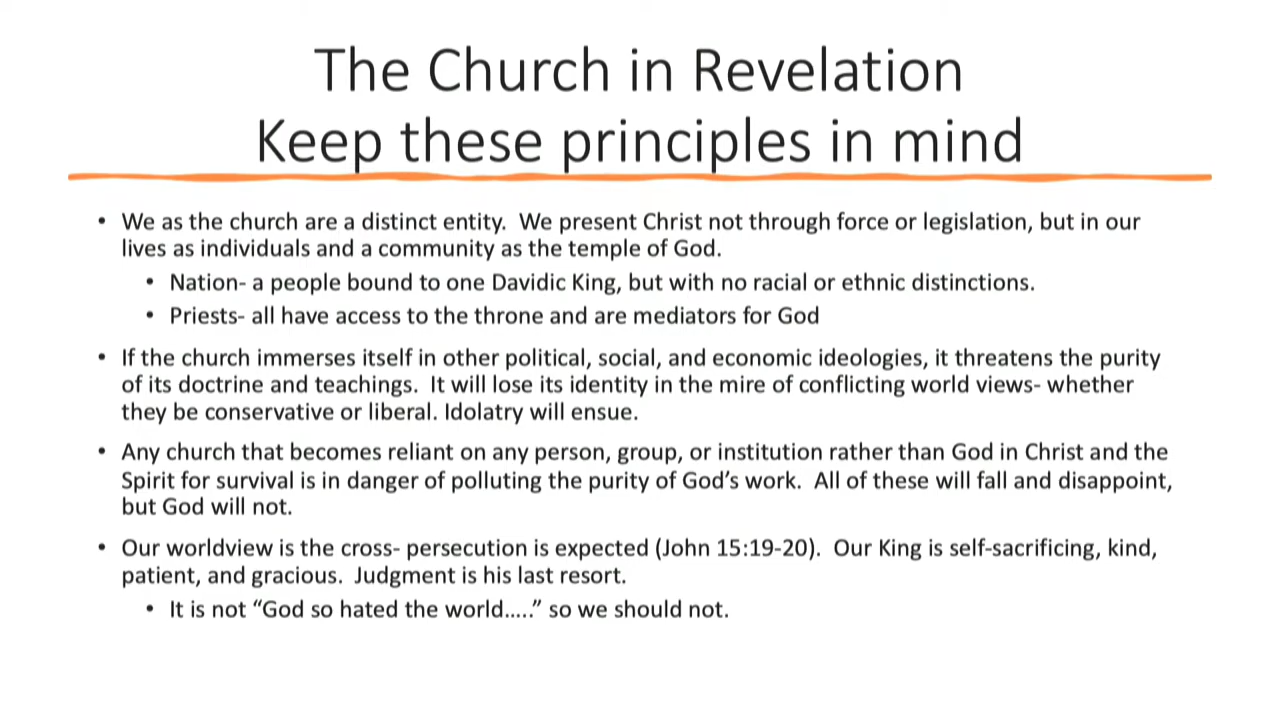 The Church in Revelation
Keep these principles in mind
• We as the church are a distinct entity.  We present Christ not through force or legislation, but in our
lives as individuals and a community as the temple of God.
• Nation- a people bound to one Davidic King, but with no racial or ethnic distinctions.
• Priests- all have access to the throne and are mediators for God
• If the church immerses itself in other political, social, and economic ideologies, it threatens the purity
of its doctrine and teachings.  It will lose its identity in the mire of conflicting world views- whether
they be conservative or liberal. Idolatry will ensue.
• Any church that becomes reliant on any person, group, or institution rather than God in Christ and the
Spirit for survival is in danger of polluting the purity of God’s work.  All of these will fall and disappoint,
but God will not.
• Our worldview is the cross- persecution is expected (John 15:19-20).  Our King is self-sacrificing, kind,
patient, and gracious.  Judgment is his last resort.
• It is not “God so hated the world…..” so we should not.